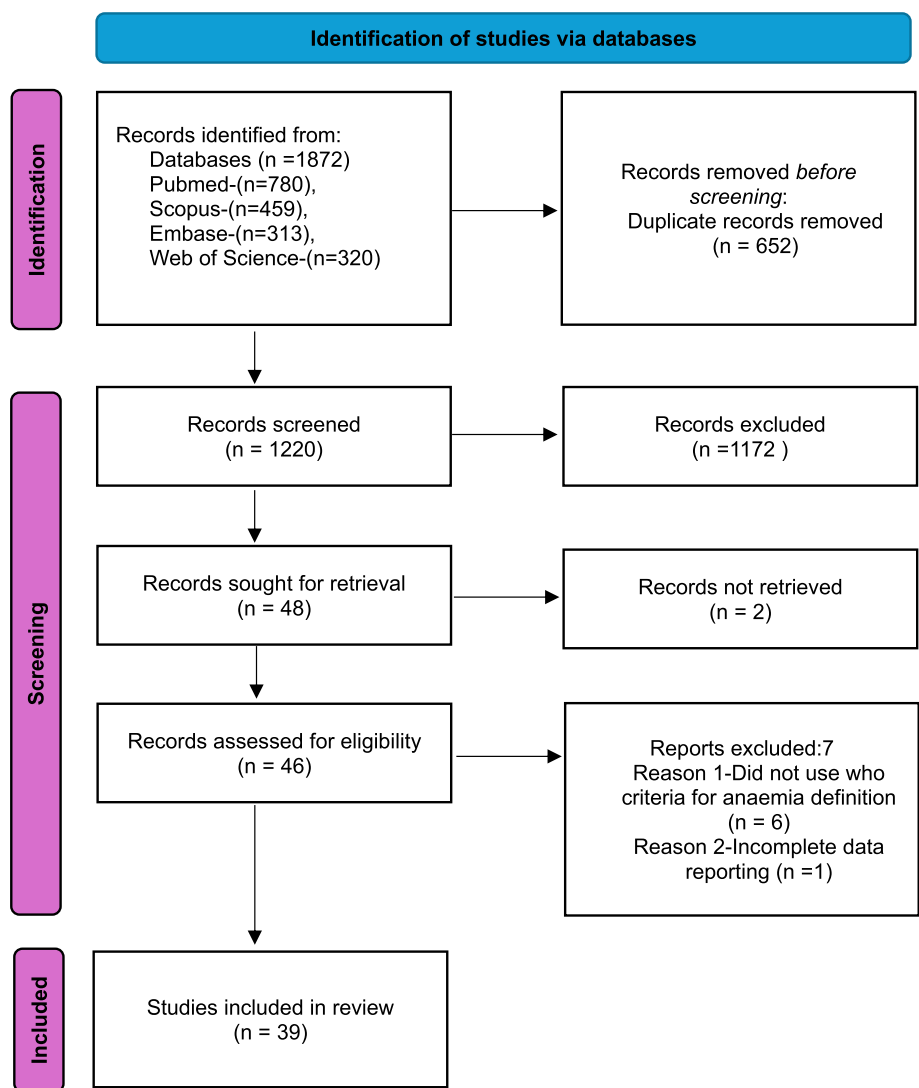 Identification of studies via databases
Identification
Records identified from:
Databases (n =1872)
Pubmed-(n=780),
Scopus-(n=459),
Embase-(n=313),
Web of Science-(n=320)
Records removed before
screening:
Duplicate records removed
(n = 652)
Screening
Records screened
(n = 1220)
Records excluded
(n =1172 )
Records sought for retrieval
(n = 48)
Records not retrieved
(n = 2)
Records assessed for eligibility
(n = 46)
Reports excluded:7
Reason 1-Did not use who
criteria for anaemia definition
(n = 6)
Reason 2-Incomplete data
reporting (n =1)
Included
Studies included in review
(n = 39)